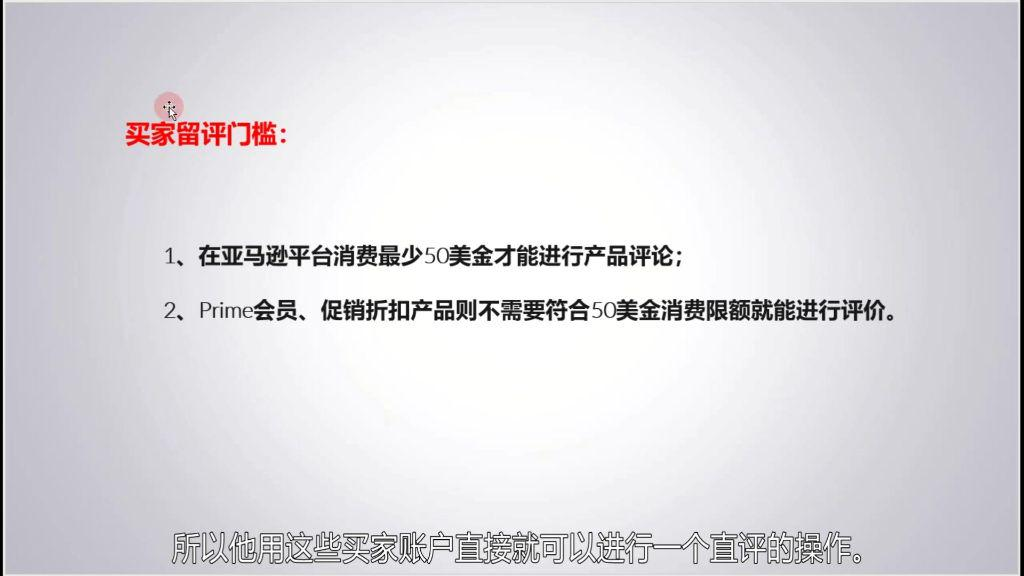 买家留评门槛：
1、在亚马逊平台消费最少50美金才能进行产品评论；
2、Prime会员、促销折扣产品则不需要符合50美金消费限额就能进行评价。
所以他用这些买家账户直接就可以进行一个直评的操作。